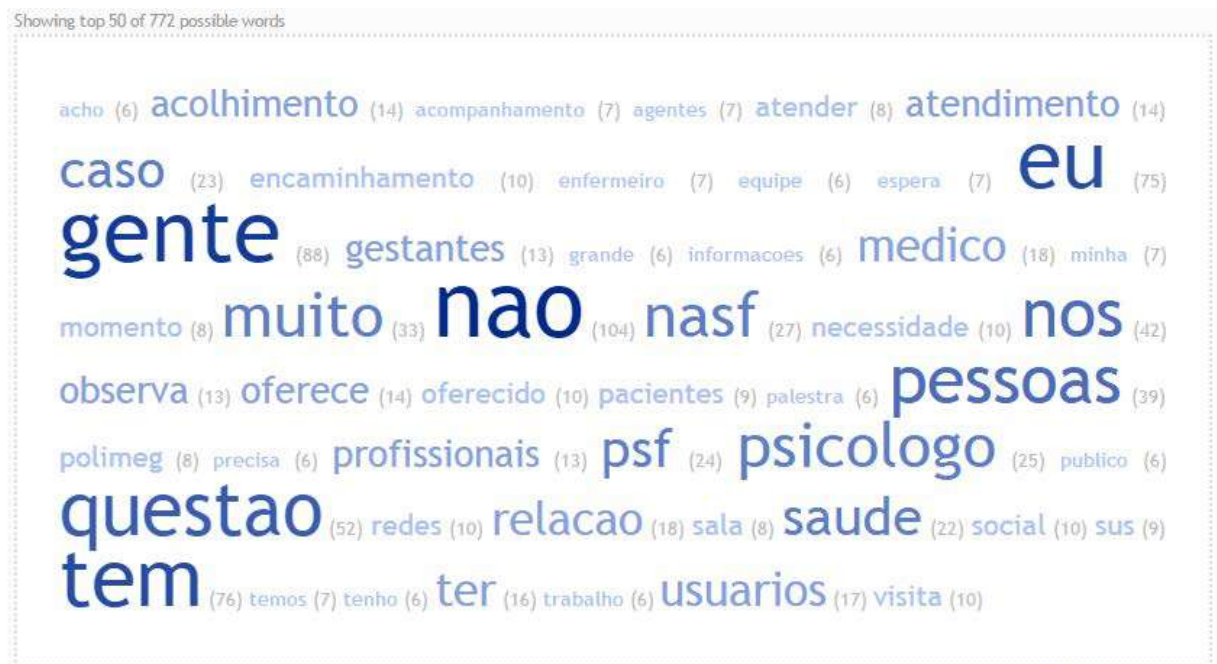 Showing top 50 of 772 possible words
acho (6) acolhimento (14) acompanhamento (7) agentes (7) atender (8) atendimento (14)
caso (23) encaminhamento (10) enfermeiro (7) equipe (6) espera (7) eu (75)
gente (88) gestantes (13) grande (6) informacoes (6) medico (18) minha (7)
momento (8) muito (33) nao (104) nasf (27) necessidade (10) nos (42)
observa (13) oferece (14) oferecido (10) pacientes (9) palestra (6) pessoas (39)
polimeg (8) precisa (6) profissionais (13) psf (24) psicologo (25) publico (6)
questao (52) redes (10) relacao (18) sala (8) saude (22) social (10) sus (9)
tem (76) temos (7) tenho (6) ter (16) trabalho (6) usuarios (17) visita (10)